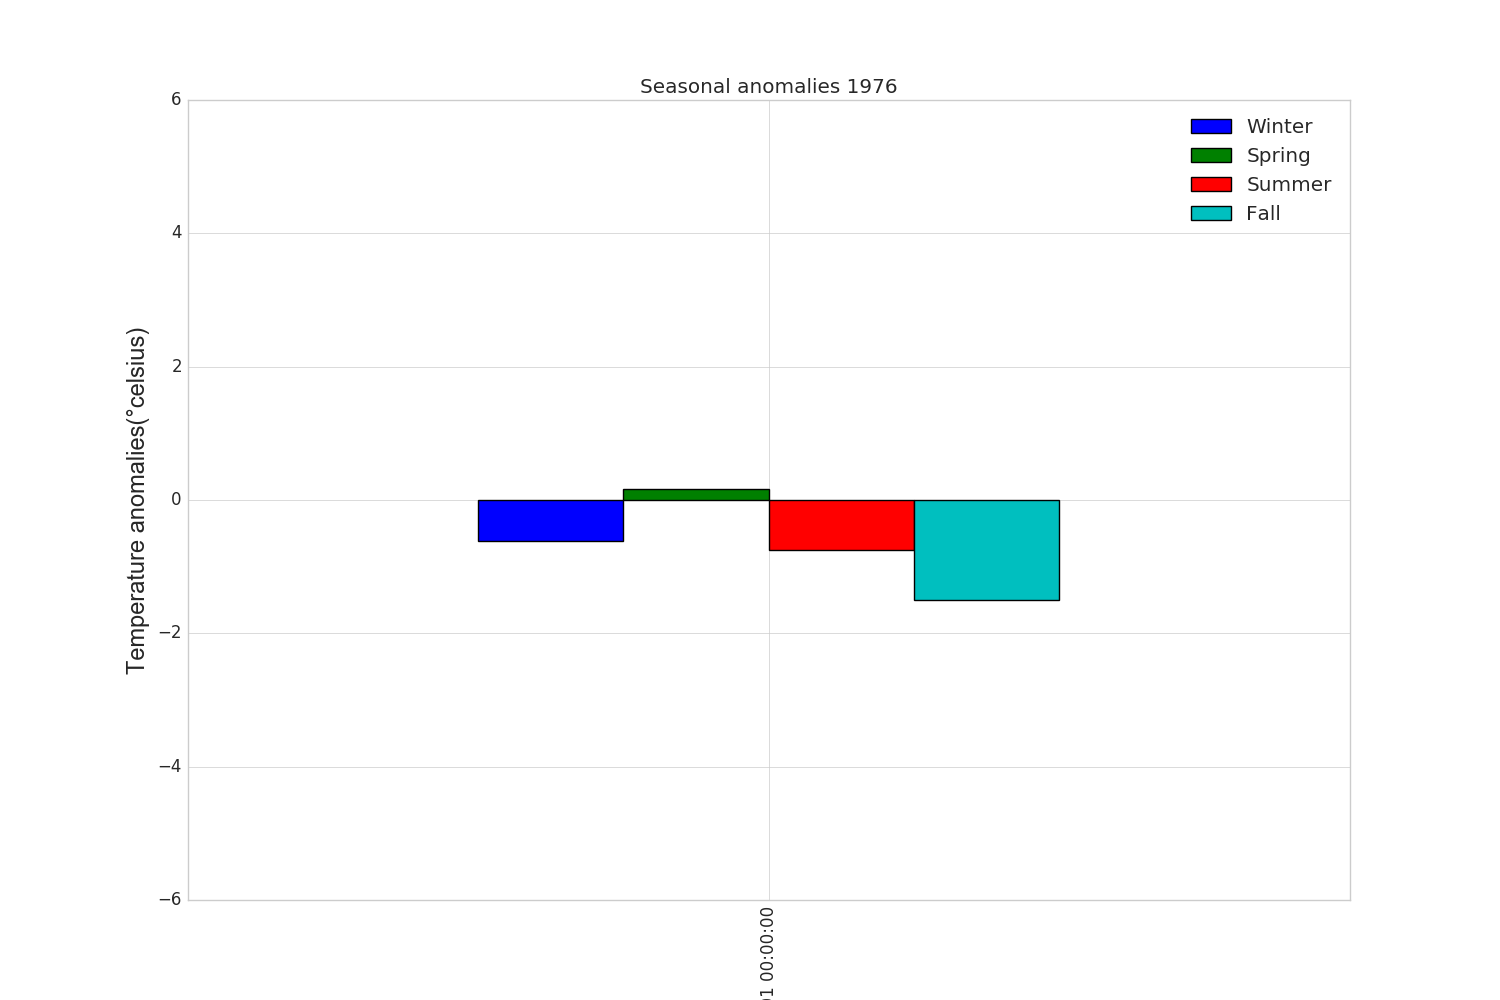 Seasonal anomalies 1976
Winter
Spring
Summer
Fall
Temperature anomalies(°celsius)
6
4
2
0
−2
−4
−6
00:00:00